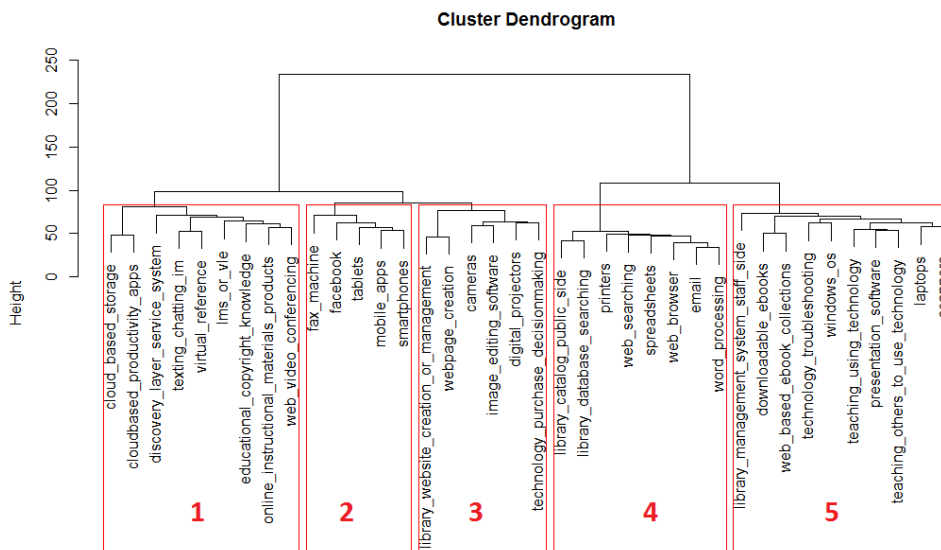 Cluster Dendrogram
Height
0
50
100
150
200
250
cloud_based_storage
cloudbased_productivity_apps
discovery_layer_service_system
texting_chatting_im
virtual_reference
lms_or_vle
educational_copyright_knowledge
online_instructional_materials_products
web_video_conferencing
fax_machine
facebook
tablets
mobile_apps
smartphones
library_website_creation_or_management
webpage_creation
cameras
image_editing_software
digital_projectors
technology_purchase_decisionmaking
library_catalog_public_side
library_database_searching
printers
web_searching
spreadsheets
web_browser
email
word_processing
library_management_system_staff_side
downloadable_ebooks
web_based_ebook_collections
technology_troubleshooting
windows_os
teaching_using_technology
presentation_software
teaching_others_to_use_technology
laptops
1
2
3
4
5